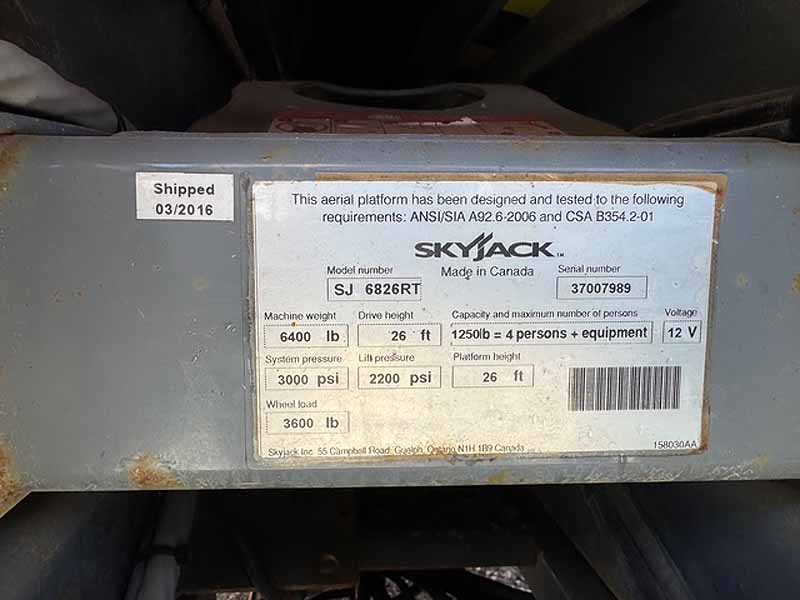 Shipped
03/2016
This aerial platform has been designed and tested to the following
requirements: ANSI/SIA A92.6-2006 and CSA B354.2-01
SKYJACK TM
Made in Canada
Model number
SJ 6826RT
Serial number
37007989
Machine weight
6400 lb
Drive height
26 ft
Capacity and maximum number of persons
1250lb = 4 persons + equipment
Voltage
12 V
System pressure
3000 psi
Lift pressure
2200 psi
Platform height
26 ft
Wheel load
3600 lb
Skyjack Inc. 55 Campbell Road, Guelph, Ontario N1H 1B9 Canada
158030AA